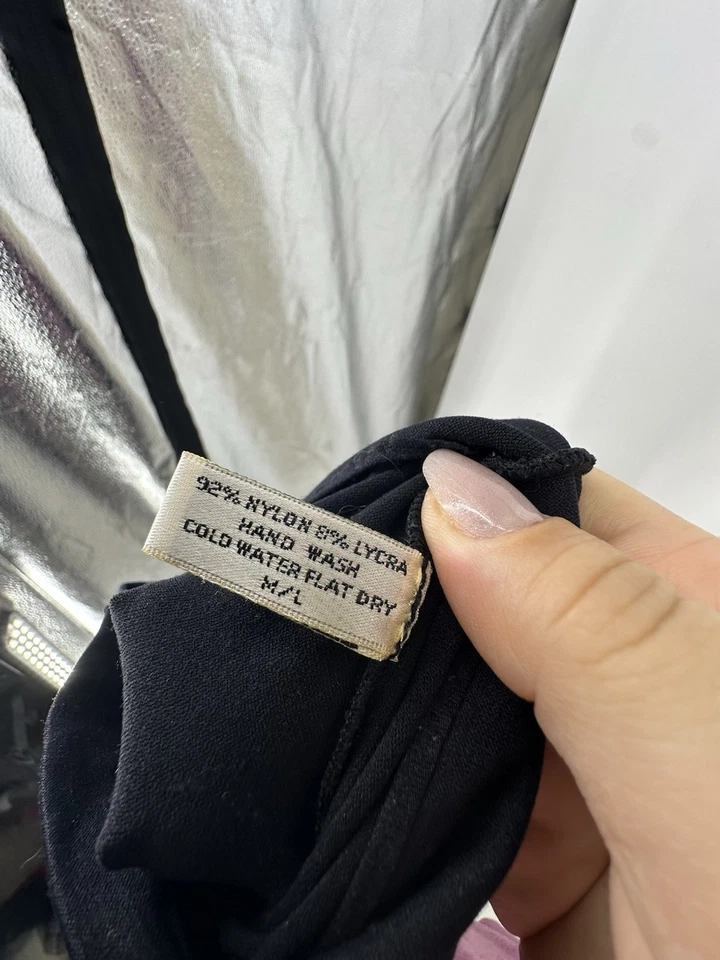 92% NYLON 8% LYCRA
HAND WASH
COLD WATER FLAT DRY
M/L